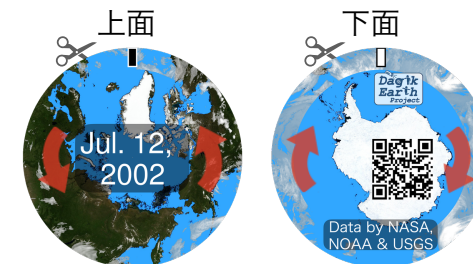 上面
下面
Jul. 12,
2002
Dagik
Earth
Project
Data by NASA,
NOAA & USGS